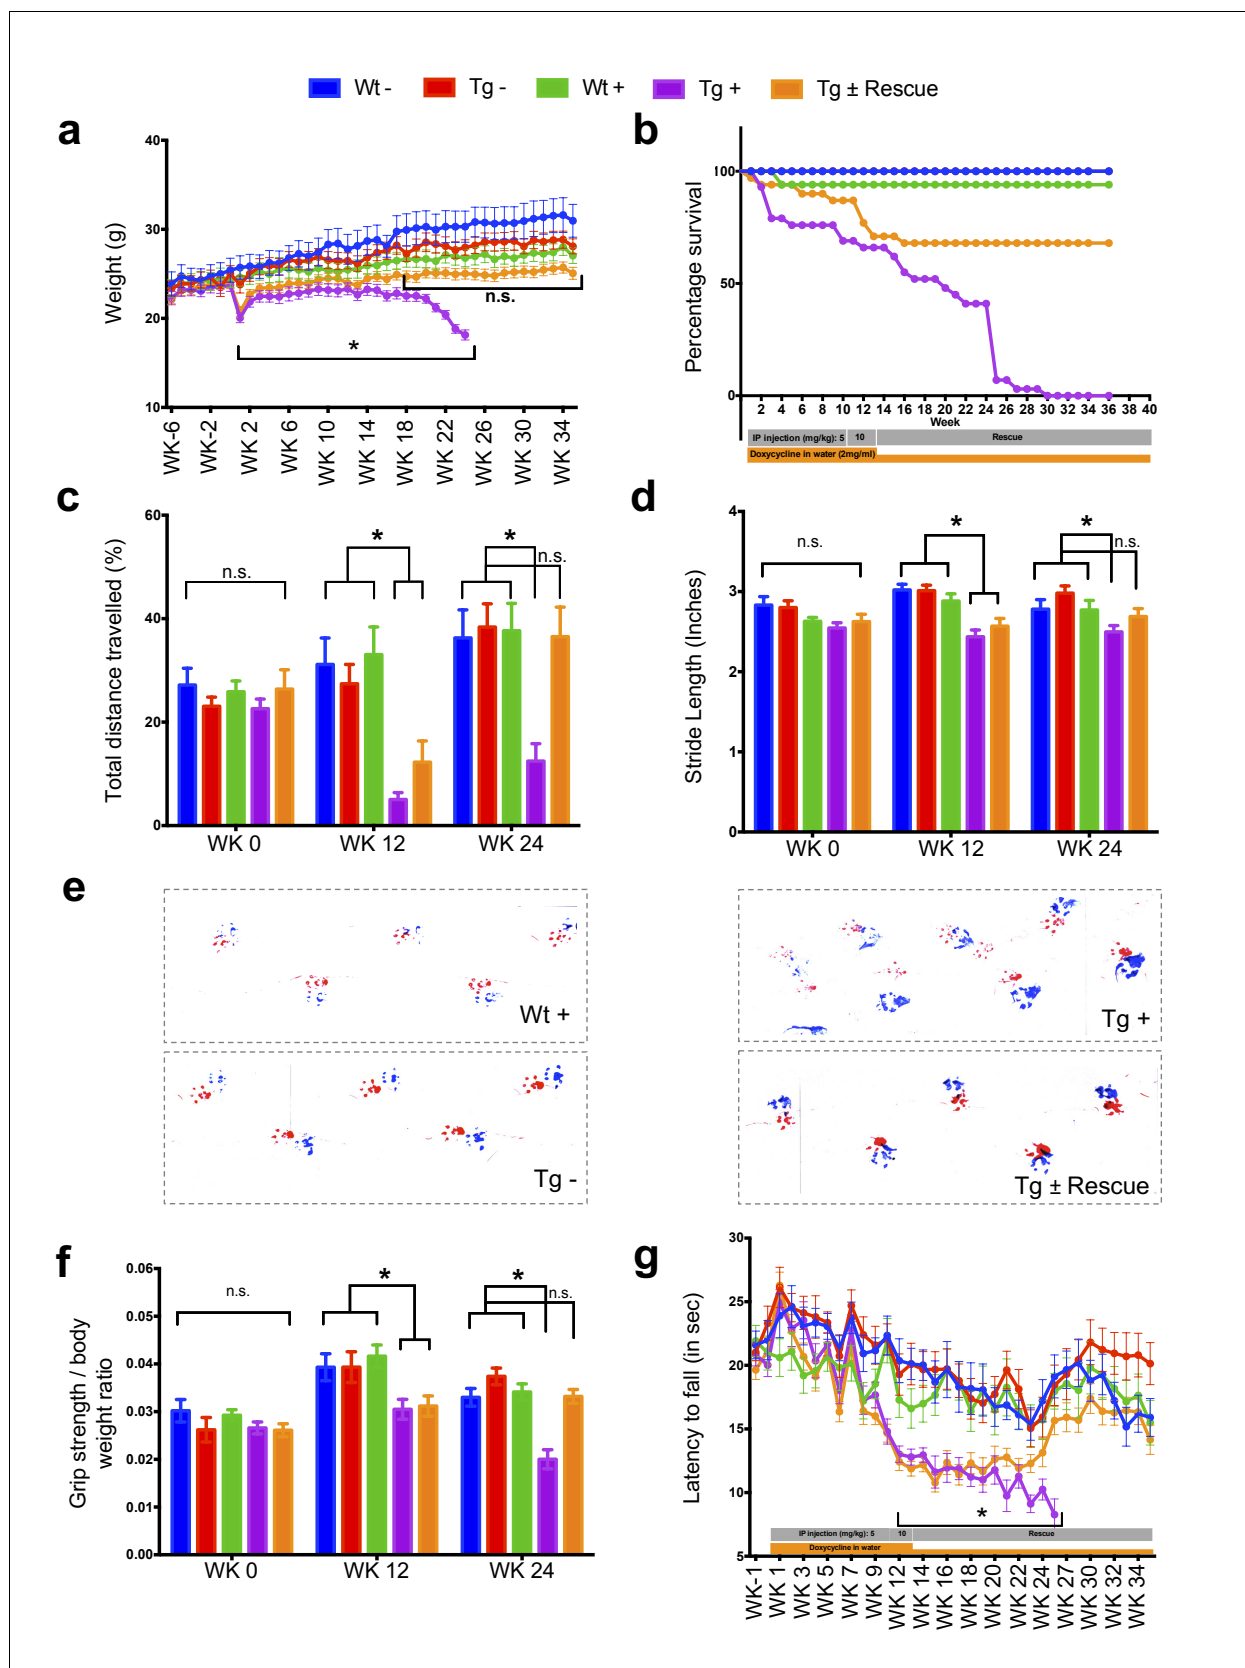 Wt -
Tg -
Wt +
Tg +
Tg ± Rescue
a
Weight (g)
40
30
20
10
n.s.
*
WK-6
WK-2
WK 2
WK 6
WK 10
WK 14
WK 18
WK 22
WK 26
WK 30
WK 34
b
Percentage survival
100
50
0
2 4 6 8 10 12 14 16 18 20 22 24 26 28 30 32 34 36 38 40
Week
IP injection (mg/kg): 5
10
Rescue
Doxycycline in water (2mg/ml)
c
Total distance travelled (%)
60
40
20
0
n.s.
*
*
n.s.
WK 0
WK 12
WK 24
d
Stride Length (Inches)
4
3
2
1
0
n.s.
*
*
n.s.
WK 0
WK 12
WK 24
e
Wt +
Tg +
Tg -
Tg ± Rescue
f
Grip strength / body
weight ratio
0.06
0.05
0.04
0.03
0.02
0.01
0.00
n.s.
*
*
n.s.
WK 0
WK 12
WK 24
g
Latency to fall (in sec)
30
25
20
15
10
5
*
IP injection (mg/kg): 5
10
Rescue
Doxycycline in water
WK-1
WK 1
WK 3
WK 5
WK 7
WK 9
WK 12
WK 14
WK 16
WK 18
WK 20
WK 22
WK 24
WK 27
WK 30
WK 32
WK 34